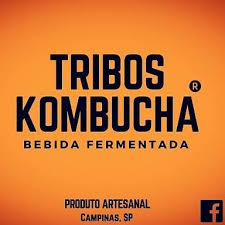 TRIBOS
KOMBUCHA ®
BEBIDA FERMENTADA
PRODUTO ARTESANAL
CAMPINAS, SP
f